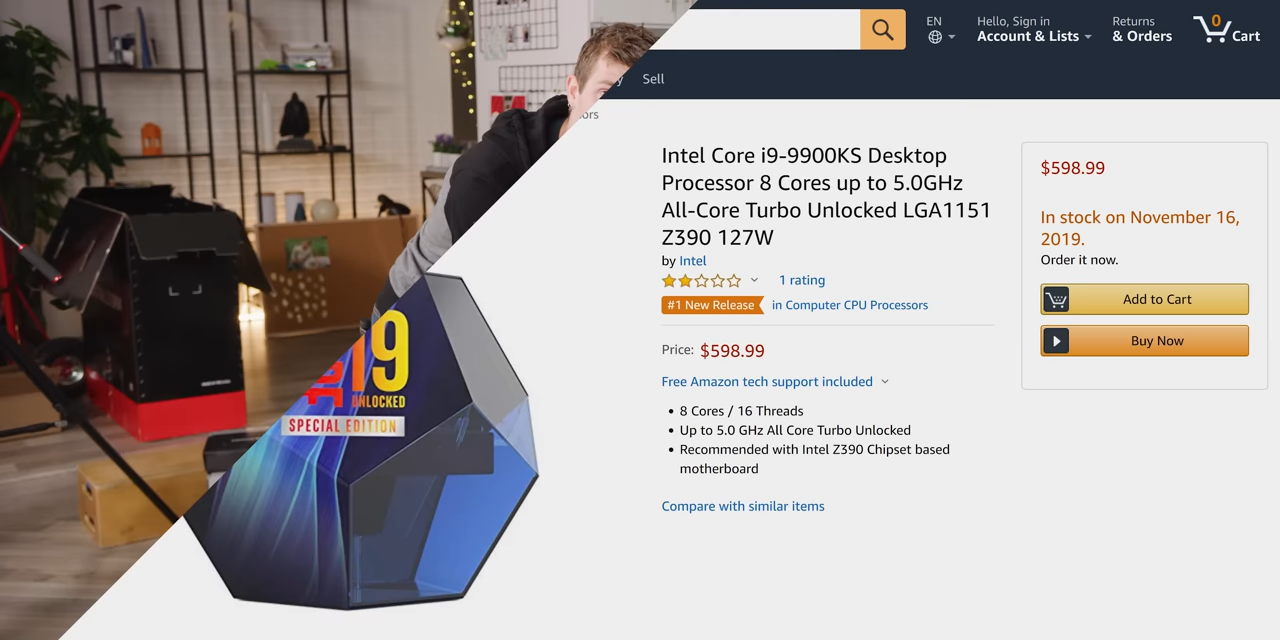 EN
Hello, Sign in
Account & Lists
Returns
& Orders
0
Cart
Sell
Intel Core i9-9900KS Desktop
Processor 8 Cores up to 5.0GHz
All-Core Turbo Unlocked LGA1151
Z390 127W
by Intel
1 rating
#1 New Release
in Computer CPU Processors
Price: $598.99
Free Amazon tech support included
8 Cores / 16 Threads
Up to 5.0 GHz All Core Turbo Unlocked
Recommended with Intel Z390 Chipset based
motherboard
Compare with similar items
$598.99
In stock on November 16,
2019.
Order it now.
Add to Cart
Buy Now
i9
UNLOCKED
SPECIAL EDITION